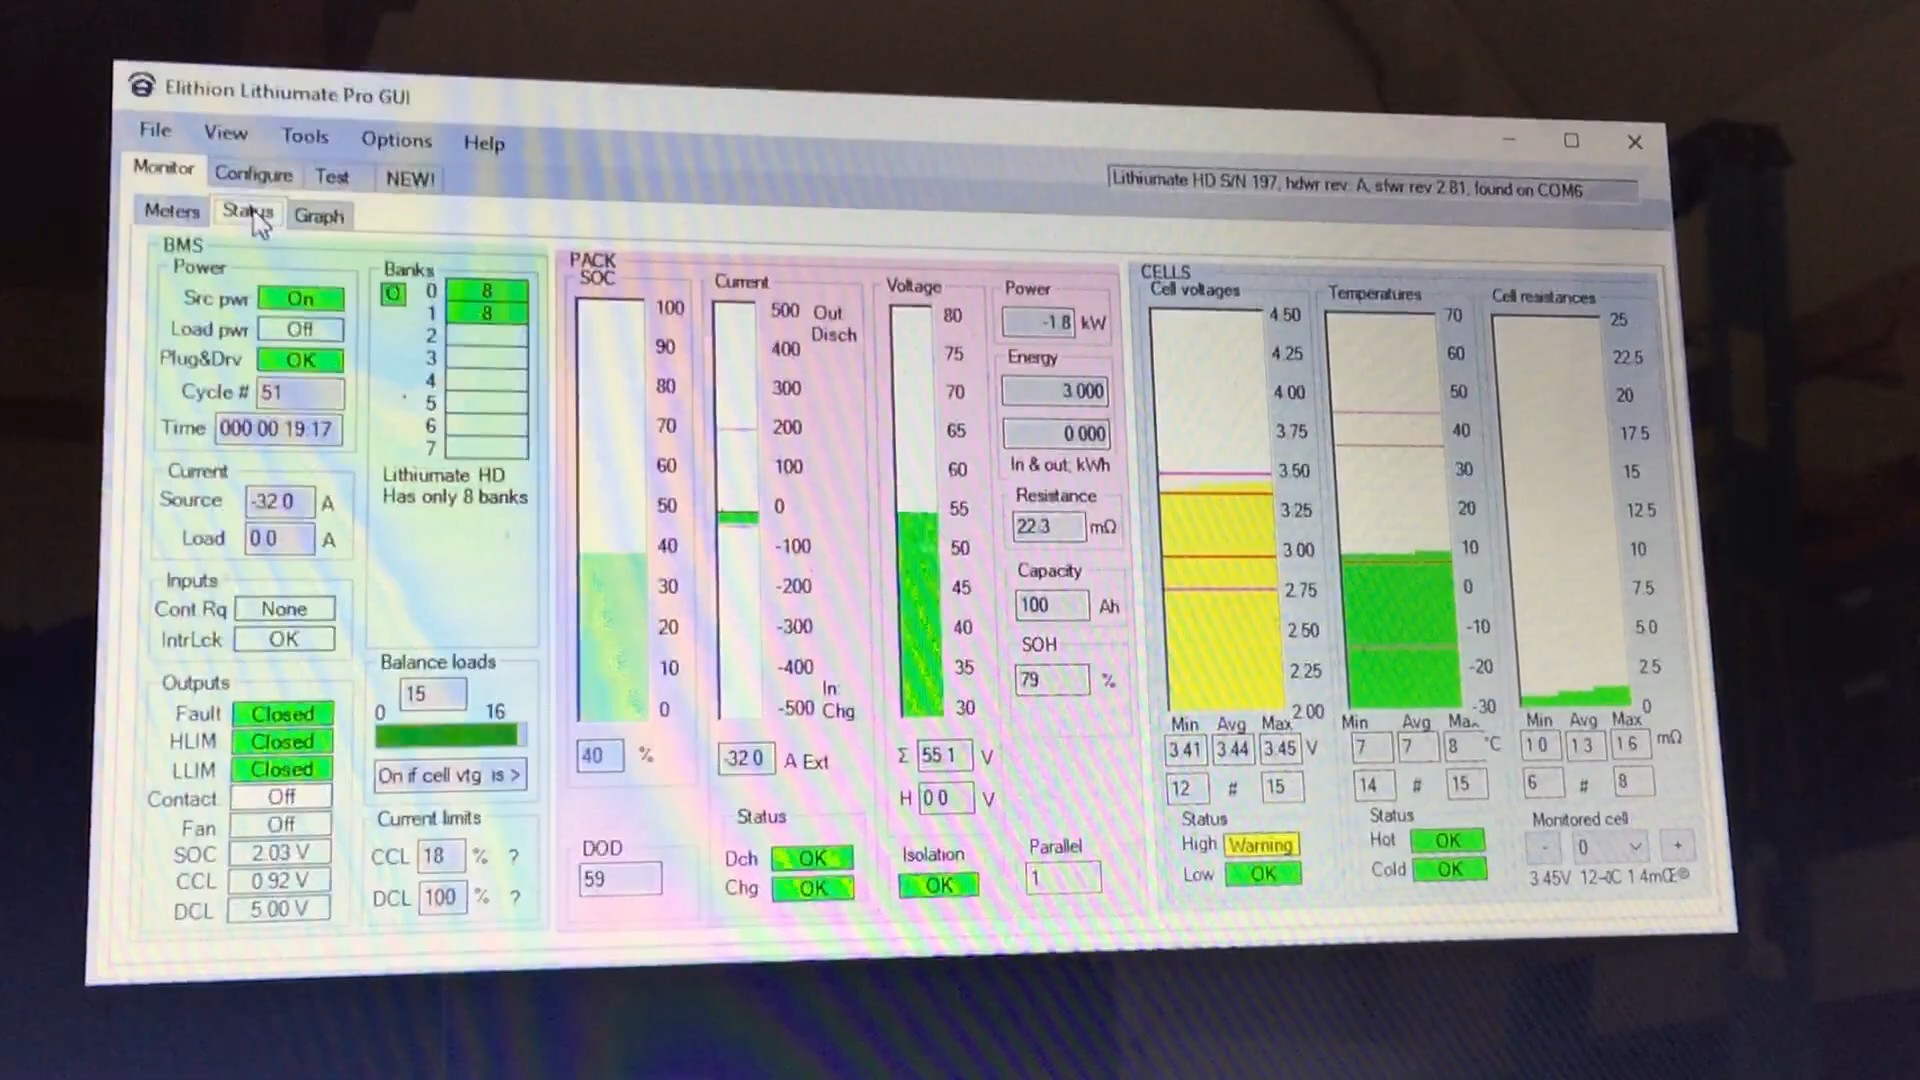 Elithion Lithiumate Pro GUI
File View Tools Options Help
Monitor Configure Test NEW!
Lithiumate HD S/N 197, hdwr rev: A, sfwr rev 2.81, found on COM6
Meters Status Graph
BMS
Power
Src pwr On
Load pwr Off
Plug&Drv OK
Cycle # 51
Time 000 00 19:17
Current
Source -32.0 A
Load 0.0 A
Inputs
Cont Rq None
IntrLck OK
Outputs
Fault Closed
HLIM Closed
LLIM Closed
Contact Off
Fan Off
SOC 2.03 V
CCL 0.92 V
DCL 5.00 V
Banks
0 8
1 8
2
3
4
5
6
7
Lithiumate HD
Has only 8 banks
Balance loads
15
0 16
On if cell vtg is >
Current limits
CCL 18 % ?
DCL 100 % ?
PACK
SOC
100
90
80
70
60
50
40
30
20
10
0
40 %
DOD
59
Current
500 Out
Disch
400
300
200
100
0
-100
-200
-300
-400
In:
-500 Chg
-32.0 A Ext
Status
Dch OK
Chg OK
Voltage
80
75
70
65
60
55
50
45
40
35
30
Σ 55.1 V
H 0.0 V
Isolation
OK
Power
-1.8 kW
Energy
3.000
0.000
In & out, kWh
Resistance
22.3 mΩ
Capacity
100 Ah
SOH
79 %
Parallel
1
CELLS
Cell voltages
4.50
4.25
4.00
3.75
3.50
3.25
3.00
2.75
2.50
2.25
2.00
Min Avg Max
3.41 3.44 3.45 V
12 # 15
Status
High Warning
Low OK
Temperatures
70
60
50
40
30
20
10
0
-10
-20
-30
Min Avg Max
7 7 8 °C
14 # 15
Status
Hot OK
Cold OK
Cell resistances
25
22.5
20
17.5
15
12.5
10
7.5
5.0
2.5
0
Min Avg Max
1.0 1.3 1.6 mΩ
6 # 8
Monitored cell
- 0 +
3.45V